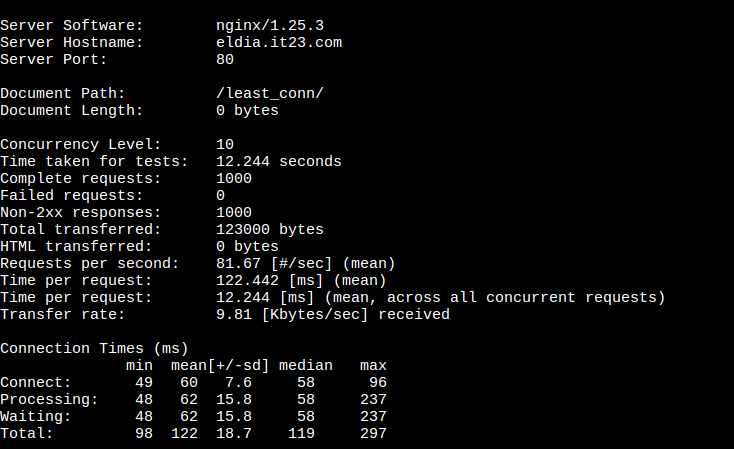 Server Software:        nginx/1.25.3
Server Hostname:        eldia.it23.com
Server Port:            80
Document Path:          /least_conn/
Document Length:        0 bytes
Concurrency Level:      10
Time taken for tests:   12.244 seconds
Complete requests:      1000
Failed requests:        0
Non-2xx responses:      1000
Total transferred:      123000 bytes
HTML transferred:       0 bytes
Requests per second:    81.67 [#/sec] (mean)
Time per request:       122.442 [ms] (mean)
Time per request:       12.244 [ms] (mean, across all concurrent requests)
Transfer rate:          9.81 [Kbytes/sec] received
Connection Times (ms)
              min  mean[+/-sd] median   max
Connect:       49   60   7.6     58      96
Processing:    48   62  15.8     58     237
Waiting:       48   62  15.8     58     237
Total:         98  122  18.7    119     297